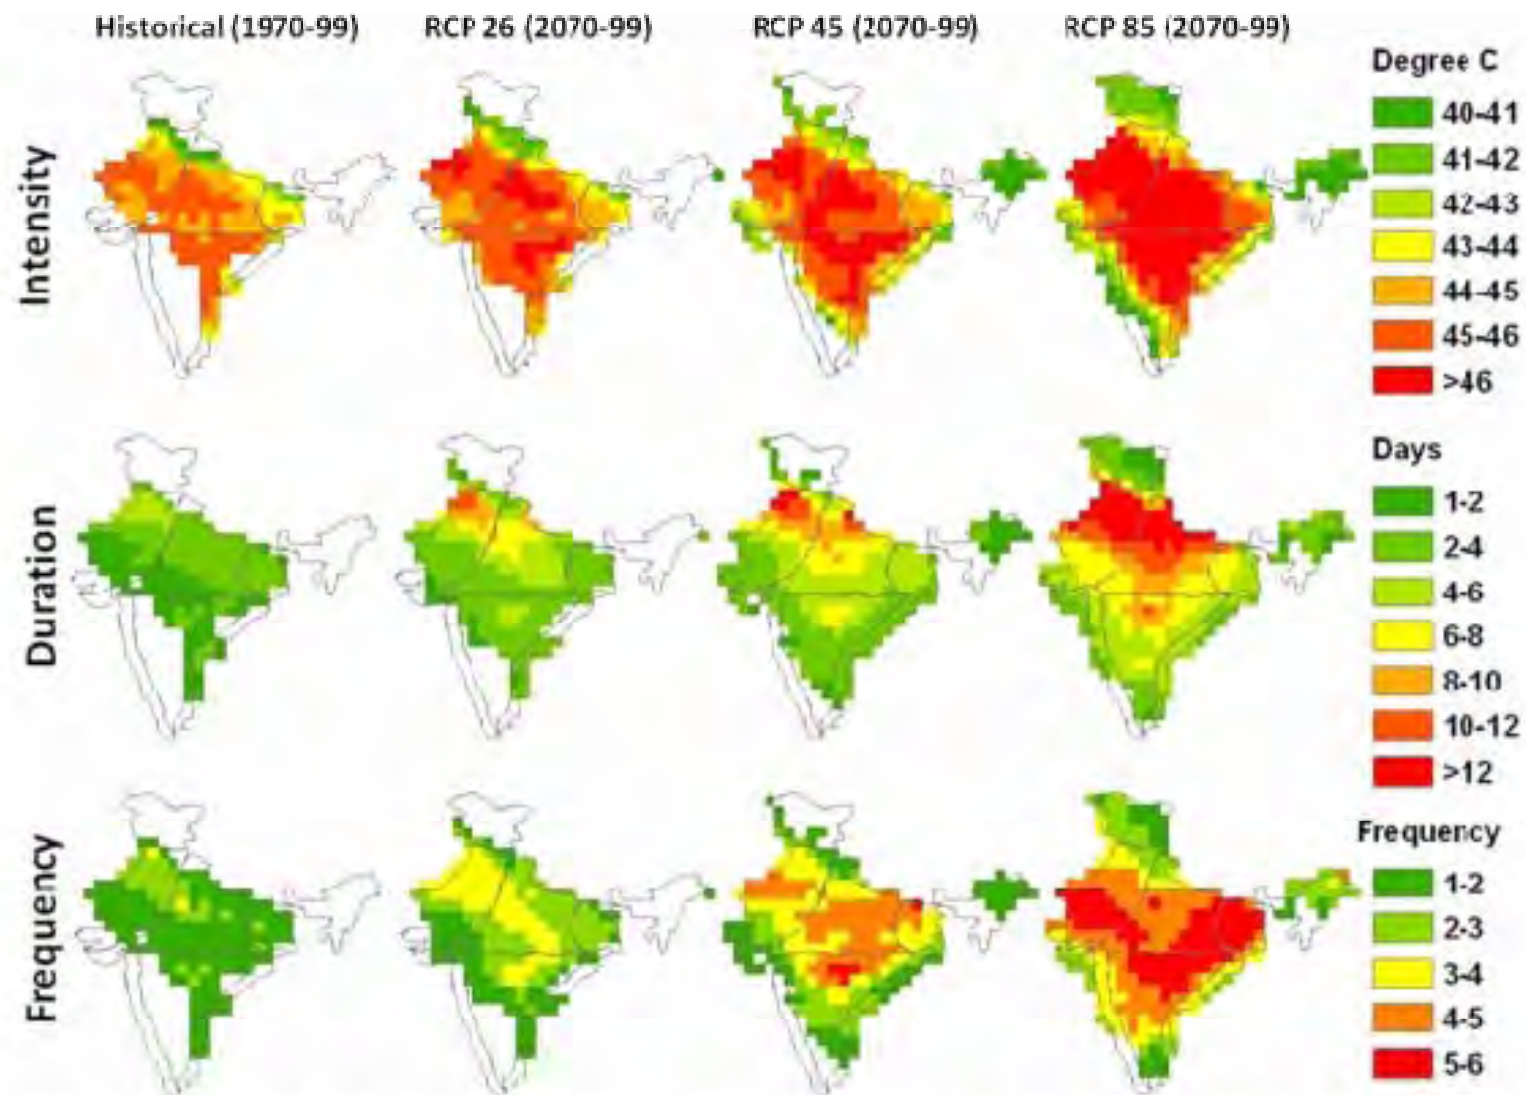 Historical (1970-99) RCP 26 (2070-99) RCP 45 (2070-99) RCP 85 (2070-99)
Intensity
Degree C
40-41
41-42
42-43
43-44
44-45
45-46
>46
Duration
Days
1-2
2-4
4-6
6-8
8-10
10-12
>12
Frequency
Frequency
1-2
2-3
3-4
4-5
5-6